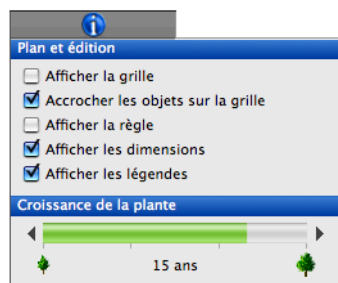 Plan et édition
Afficher la grille
Accrocher les objets sur la grille
Afficher la règle
Afficher les dimensions
Afficher les légendes
Croissance de la plante
15 ans